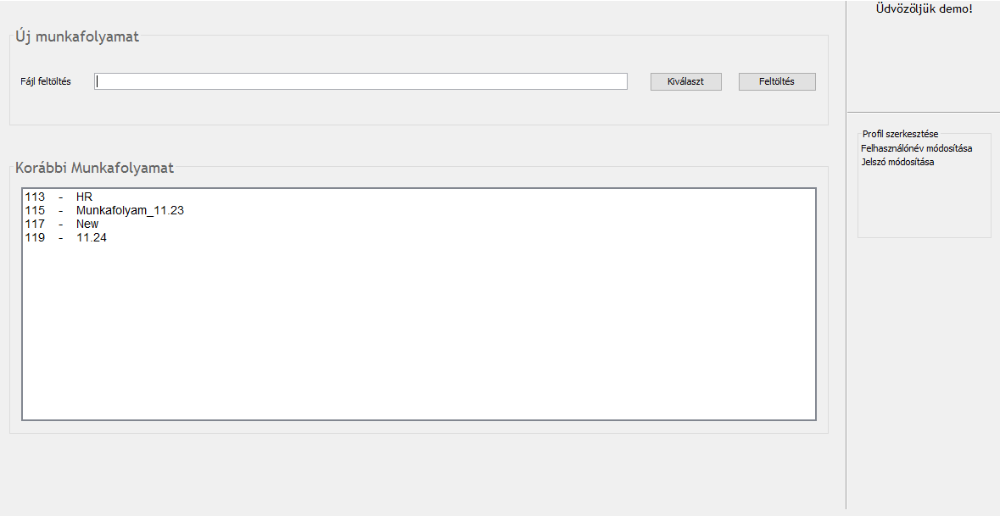 Üdvözöljük demo!
Új munkafolyamat
Fájl feltöltés
Kiválaszt
Feltöltés
Profil szerkesztése
Felhasználónév módosítása
Jelszó módosítása
Korábbi Munkafolyamat
113 - HR
115 - Munkafolyam_11.23
117 - New
119 - 11.24